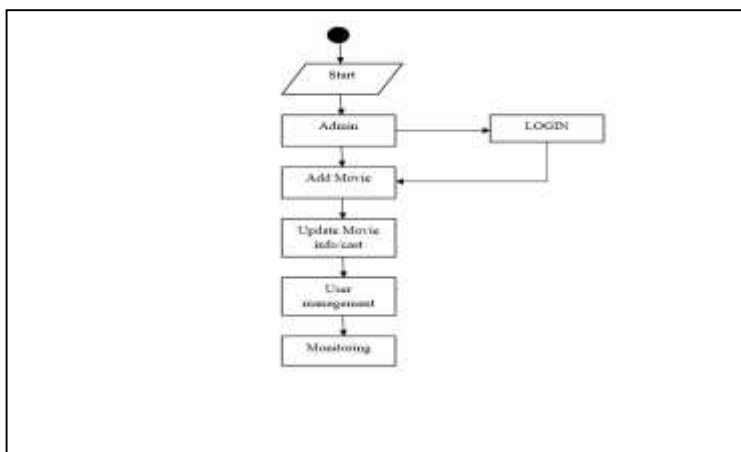 Start
Admin
LOGIN
Add Movie
Update Movie
info/cast
User
management
Monitoring